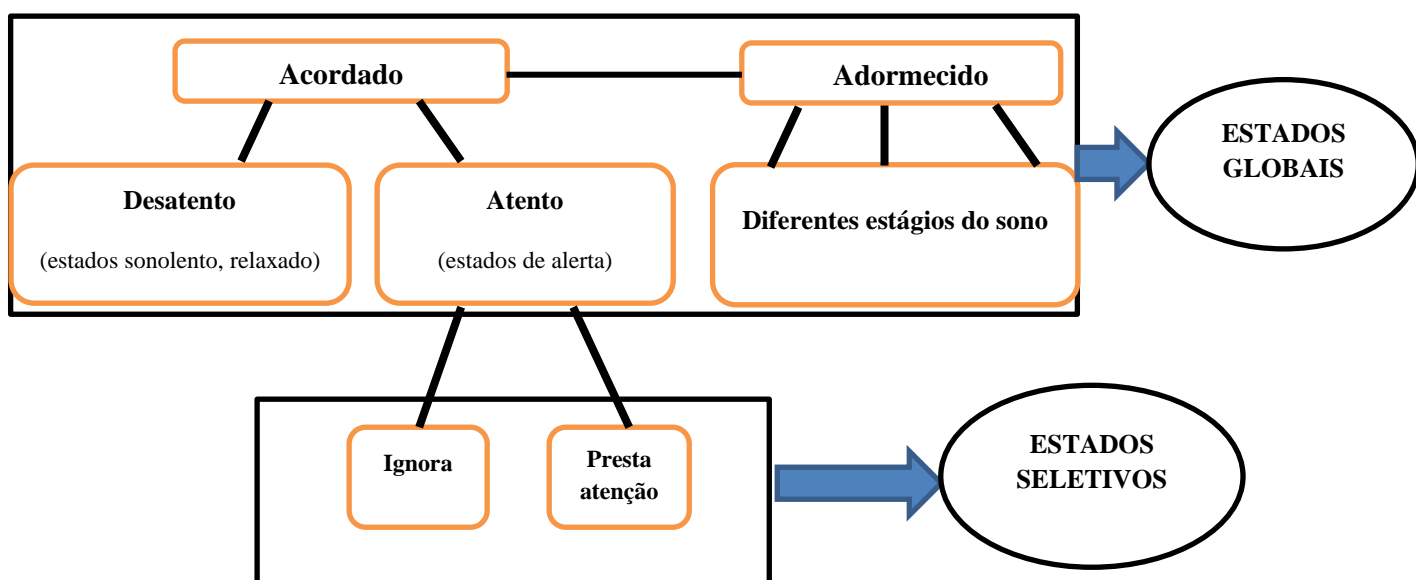 Acordado
Adormecido
ESTADOS
GLOBAIS
Desatento
(estados sonolento, relaxado)
Atento
(estados de alerta)
Diferentes estágios do sono
Ignora
Presta
atenção
ESTADOS
SELETIVOS